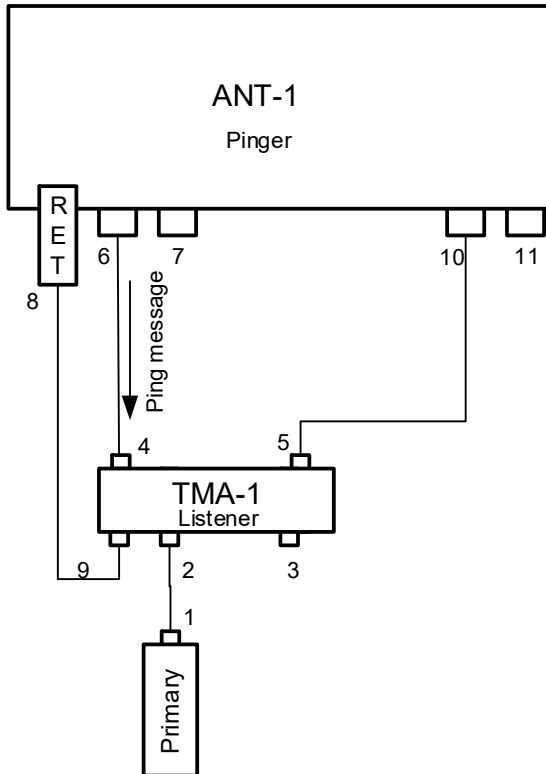 ANT-1
Pinger
RET
6
7
10
11
8
Ping message
4
5
TMA-1
Listener
9
2
3
1
Primary